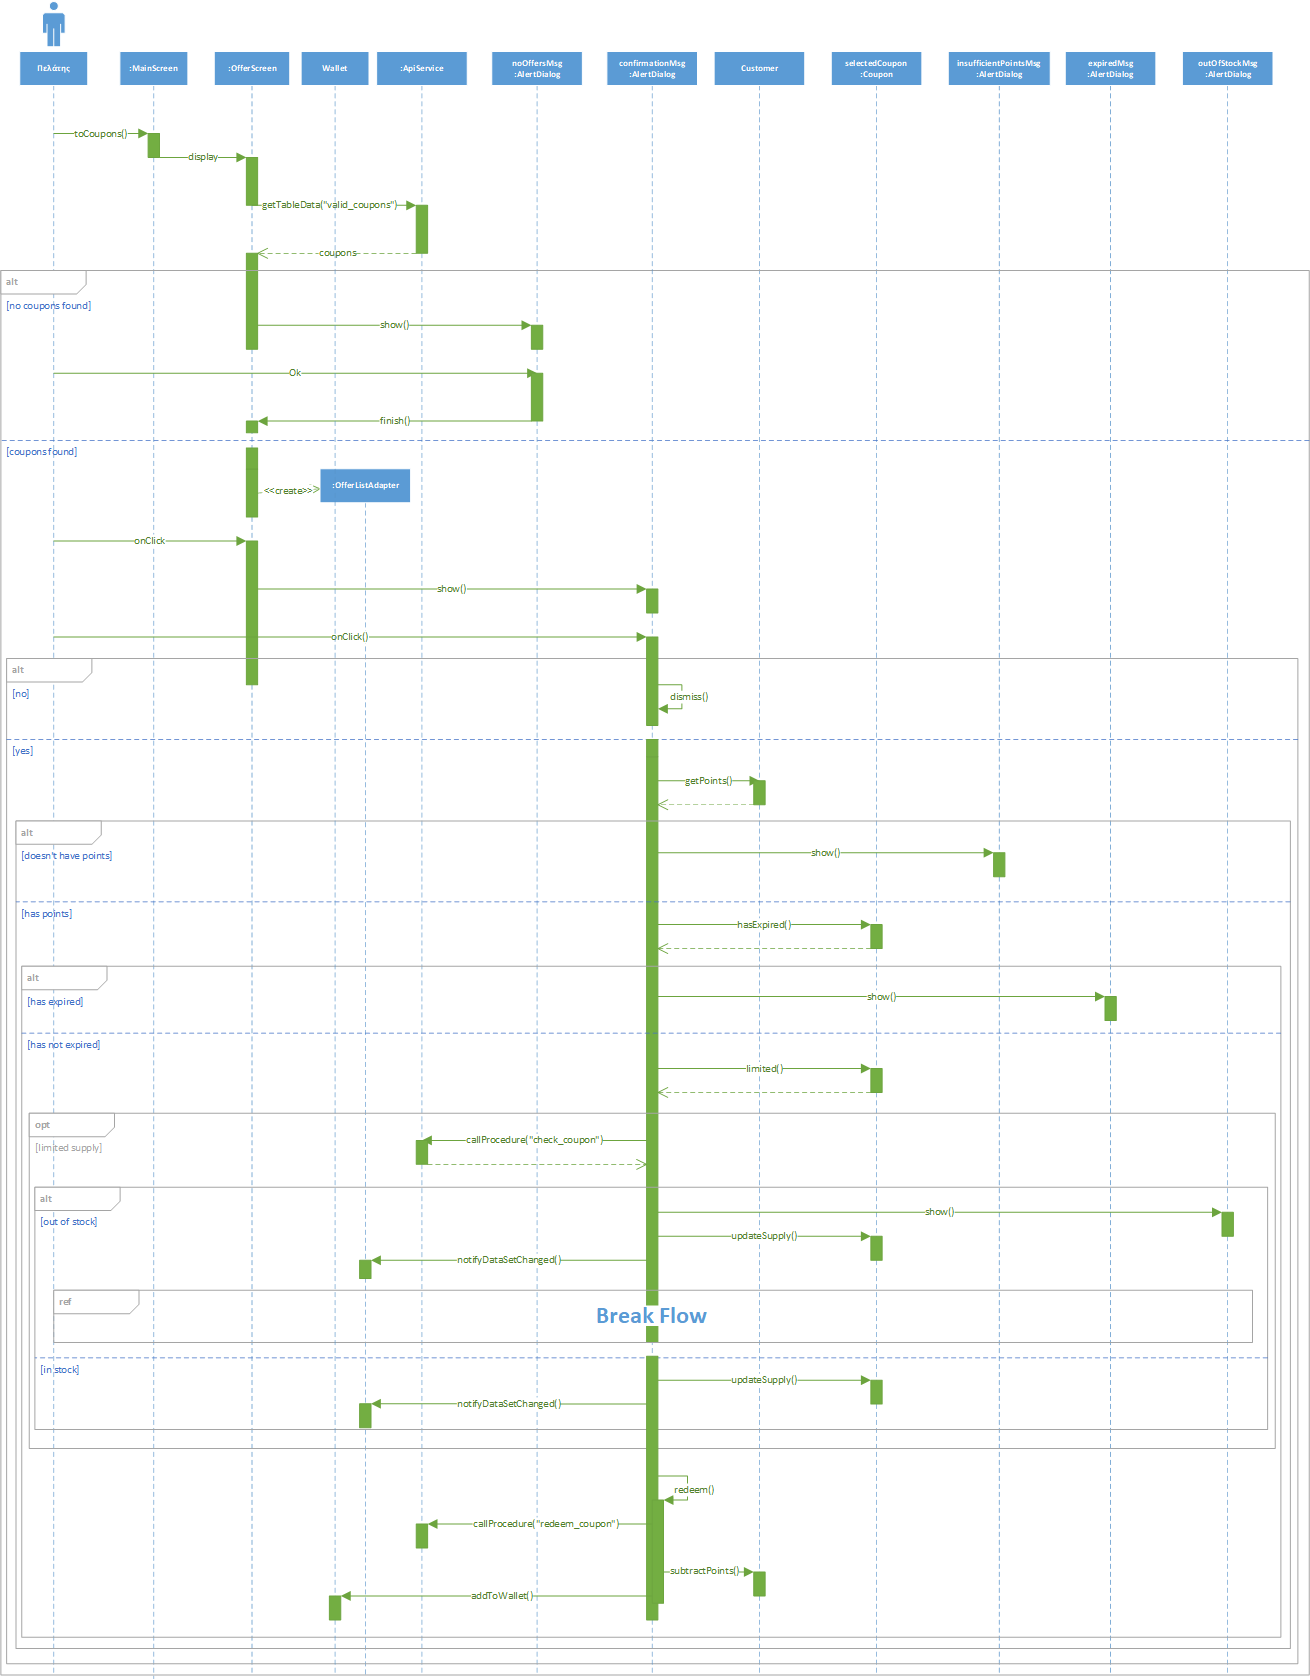 Πελάτης
:MainScreen
:OfferScreen
Wallet
:ApiService
noOffersMsg
:AlertDialog
confirmationMsg
:AlertDialog
Customer
selectedCoupon
:Coupon
insufficientPointsMsg
:AlertDialog
expiredMsg
:AlertDialog
outOfStockMsg
:AlertDialog
toCoupons()
display
getTableData("valid_coupons")
coupons
alt
[no coupons found]
show()
Ok
finish()
[coupons found]
<<create>>
:OfferListAdapter
onClick
show()
onClick()
alt
[no]
dismiss()
[yes]
getPoints()
alt
[doesn't have points]
show()
[has points]
hasExpired()
alt
[has expired]
show()
[has not expired]
limited()
opt
callProcedure("check_coupon")
[limited supply]
alt
show()
[out of stock]
updateSupply()
notifyDataSetChanged()
ref
Break Flow
[in stock]
updateSupply()
notifyDataSetChanged()
redeem()
callProcedure("redeem_coupon")
subtractPoints()
addToWallet()